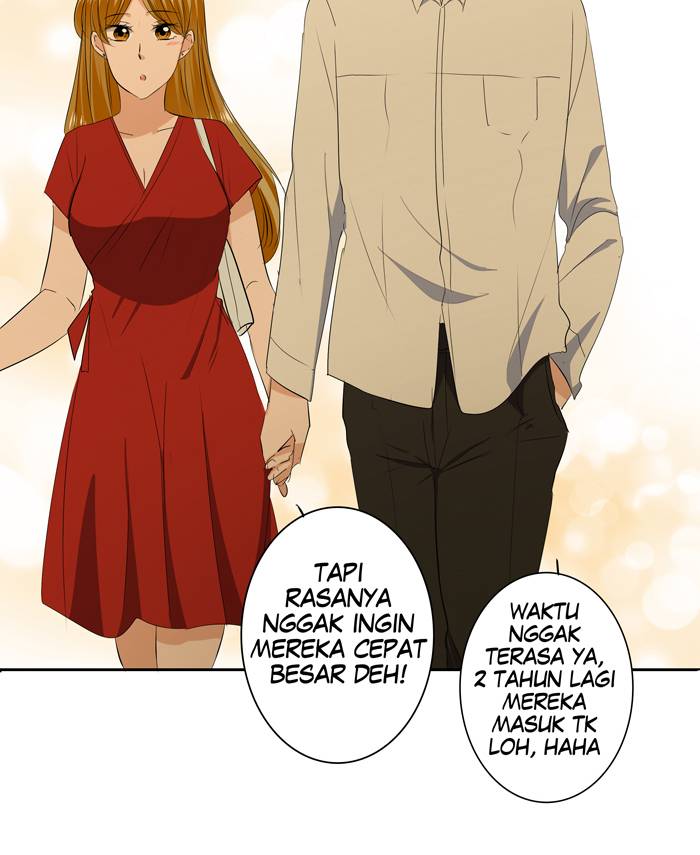 TAPI
RASANYA
NGGAK INGIN
MEREKA CEPAT
BESAR DEH!
WAKTU
NGGAK
TERASA YA,
2 TAHUN LAGI
MEREKA
MASUK TK
LOH, HAHA